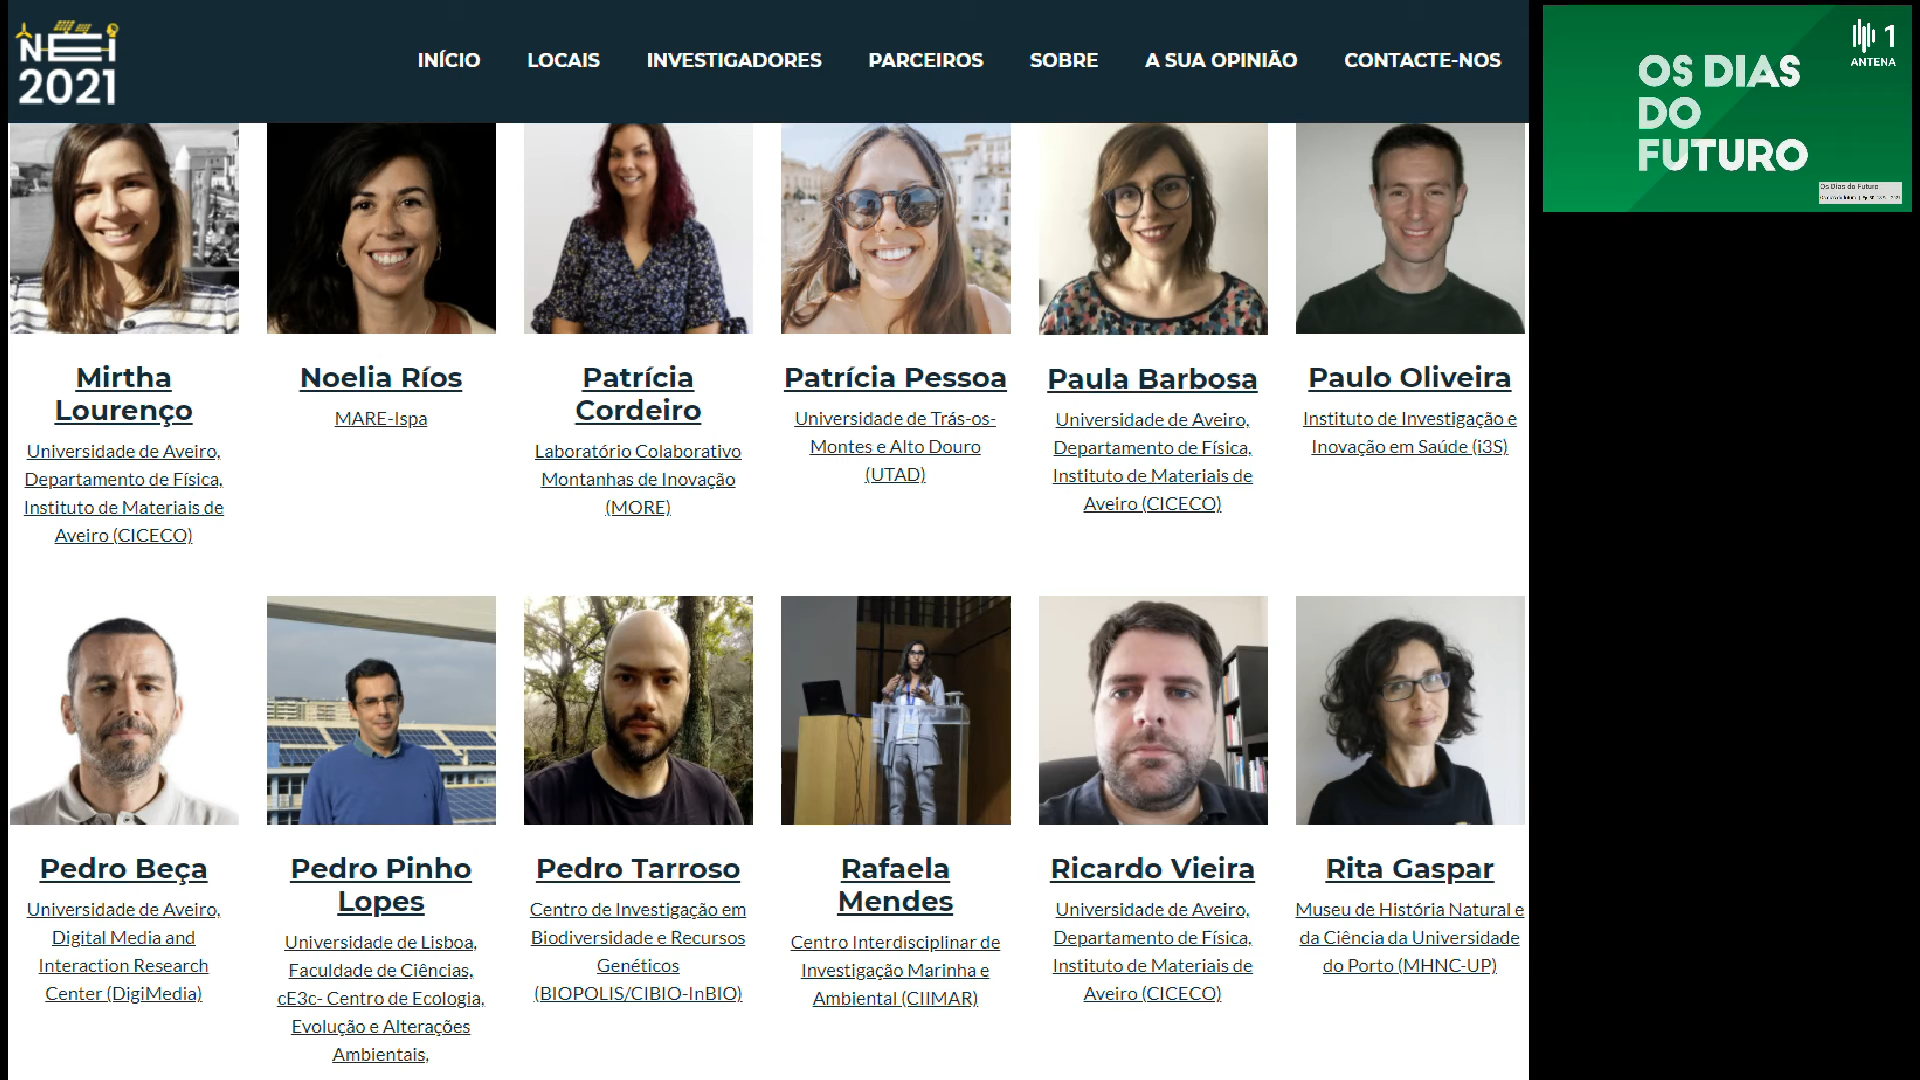 NEI
2021
INÍCIO LOCAIS INVESTIGADORES PARCEIROS SOBRE A SUA OPINIÃO CONTACTE-NOS
Mirtha
Lourenço
Universidade de Aveiro,
Departamento de Física,
Instituto de Materiais de
Aveiro (CICECO)
Noelia Ríos
MARE-Ispa
Patrícia
Cordeiro
Laboratório Colaborativo
Montanhas de Inovação
(MORE)
Patrícia Pessoa
Universidade de Trás-os-
Montes e Alto Douro
(UTAD)
Paula Barbosa
Universidade de Aveiro,
Departamento de Física,
Instituto de Materiais de
Aveiro (CICECO)
Paulo Oliveira
Instituto de Investigação e
Inovação em Saúde (i3S)
Pedro Beça
Universidade de Aveiro,
Digital Media and
Interaction Research
Center (DigiMedia)
Pedro Pinho
Lopes
Universidade de Lisboa,
Faculdade de Ciências,
cE3c- Centro de Ecologia,
Evolução e Alterações
Ambientais,
Pedro Tarroso
Centro de Investigação em
Biodiversidade e Recursos
Genéticos
(BIOPOLIS/CIBIO-InBIO)
Rafaela
Mendes
Centro Interdisciplinar de
Investigação Marinha e
Ambiental (CIIMAR)
Ricardo Vieira
Universidade de Aveiro,
Departamento de Física,
Instituto de Materiais de
Aveiro (CICECO)
Rita Gaspar
Museu de História Natural e
da Ciência da Universidade
do Porto (MHNC-UP)
1
ANTENA
OS DIAS
DO
FUTURO
Os Dias do Futuro